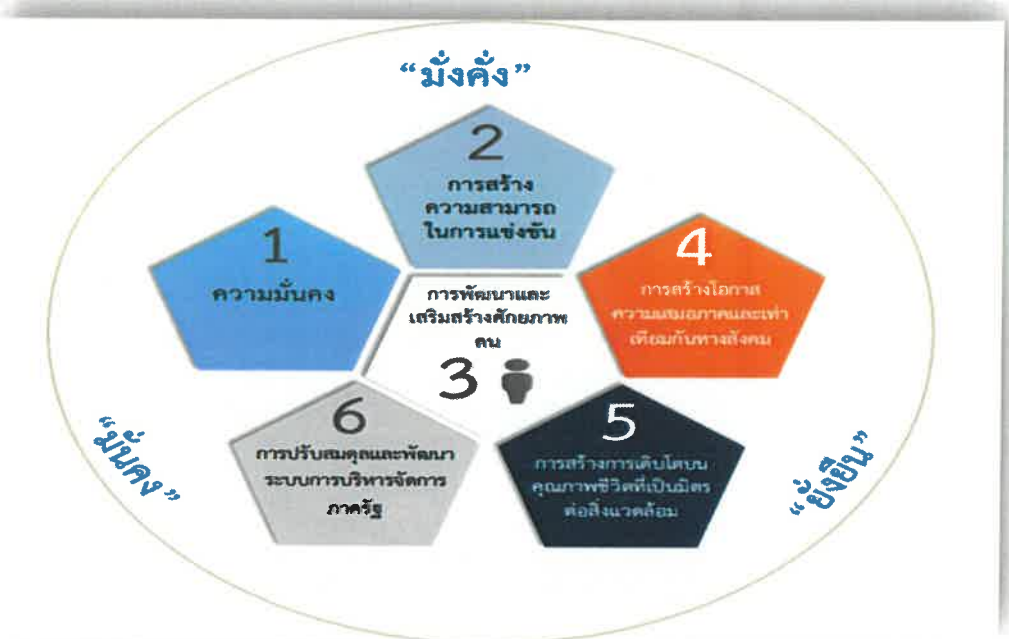 “มั่งคั่ง”
2
การสร้าง
ความสามารถ
ในการแข่งขัน
1
ความมั่นคง
4
การสร้างโอกาส
ความเสมอภาคและเท่า
เทียมกันทางสังคม
การพัฒนาและ
เสริมสร้างศักยภาพ
คน
3
6
การปรับสมดุลและพัฒนา
ระบบการบริหารจัดการ
ภาครัฐ
5
การสร้างการเติบโตบน
คุณภาพชีวิตที่เป็นมิตร
ต่อสิ่งแวดล้อม
“มั่นคง”
“ยั่งยืน”